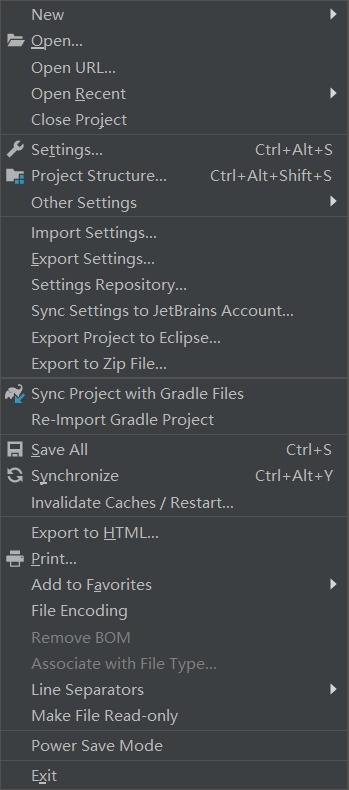 New
Open...
Open URL...
Open Recent
Close Project
Settings... Ctrl+Alt+S
Project Structure... Ctrl+Alt+Shift+S
Other Settings
Import Settings...
Export Settings...
Settings Repository...
Sync Settings to JetBrains Account...
Export Project to Eclipse...
Export to Zip File...
Sync Project with Gradle Files
Re-Import Gradle Project
Save All Ctrl+S
Synchronize Ctrl+Alt+Y
Invalidate Caches / Restart...
Export to HTML...
Print...
Add to Favorites
File Encoding
Remove BOM
Associate with File Type...
Line Separators
Make File Read-only
Power Save Mode
Exit